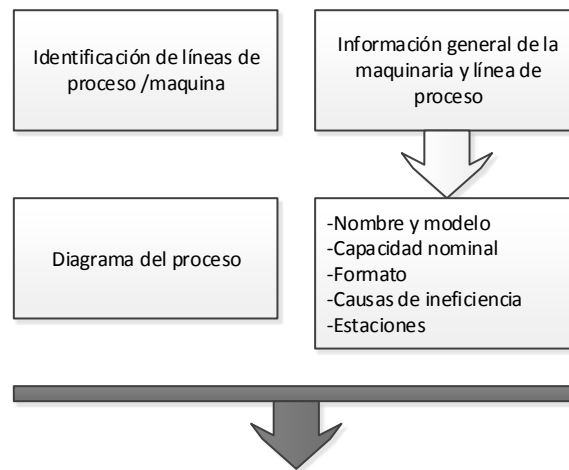 Identificación de líneas de
proceso /maquina
Información general de la
maquinaria y línea de
proceso
Diagrama del proceso
-Nombre y modelo
-Capacidad nominal
-Formato
-Causas de ineficiencia
-Estaciones